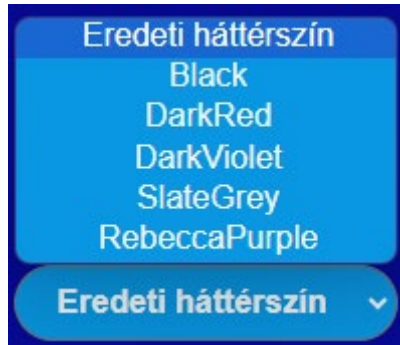 Eredeti háttérszín
Black
DarkRed
DarkViolet
SlateGrey
RebeccaPurple
Eredeti háttérszín